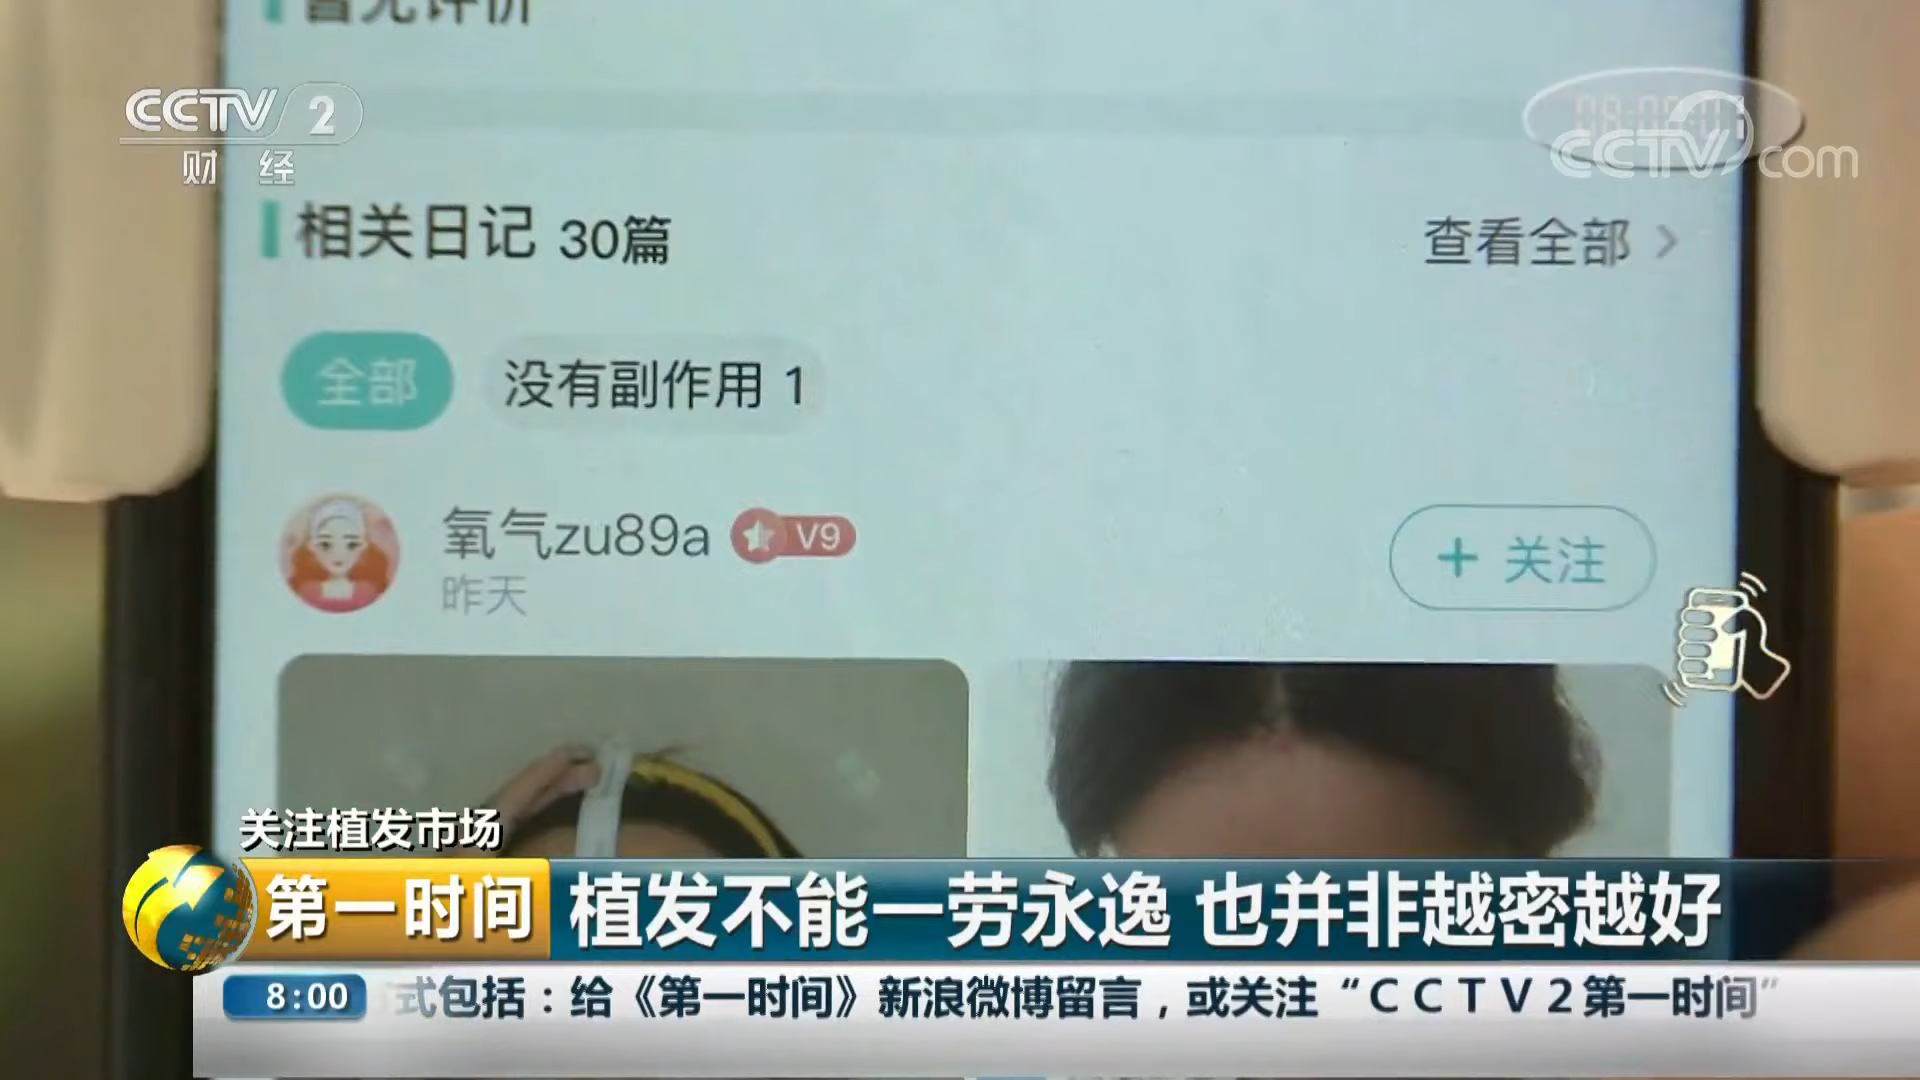 暂无评价
CCTV 2
财经
CCTV.com
相关日记 30篇
查看全部 >
全部
没有副作用 1
氧气zu89a
V9
昨天
+ 关注
关注植发市场
第一时间
植发不能一劳永逸 也并非越密越好
8:00
式包括：给《第一时间》新浪微博留言，或关注“CCTV2第一时间”